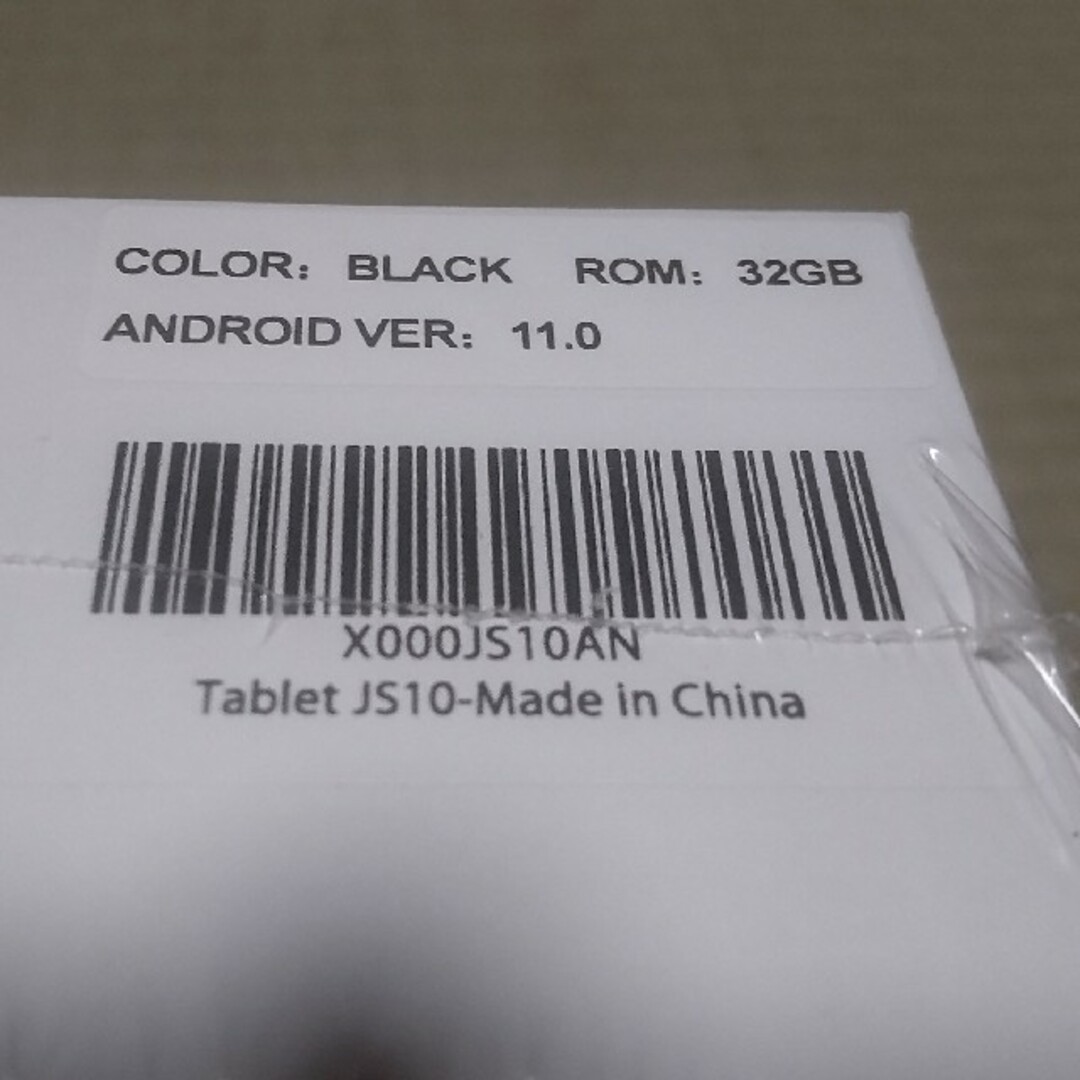 COLOR: BLACK ROM: 32GB
ANDROID VER: 11.0
X000JS10AN
Tablet JS10-Made in China